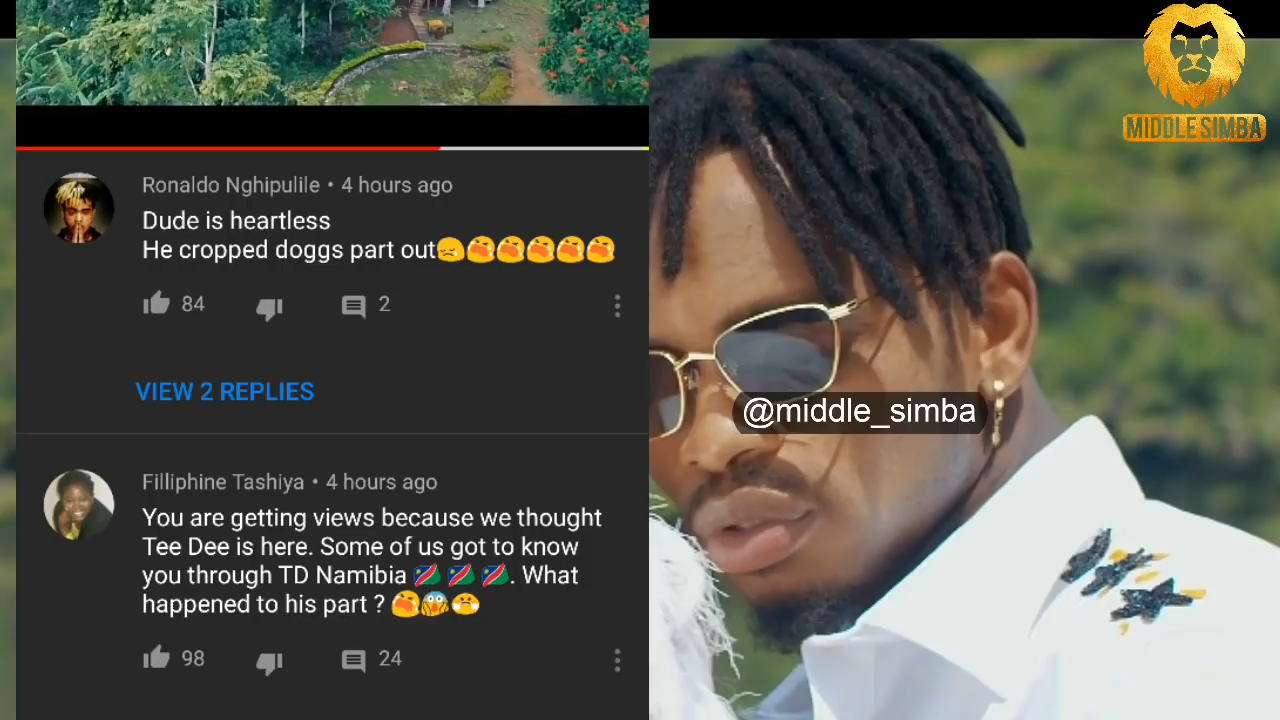 Ronaldo Nghipulile • 4 hours ago
Dude is heartless
He cropped doggs part out😞😭😭😭😭😭
84
2
VIEW 2 REPLIES
Filliphine Tashiya • 4 hours ago
You are getting views because we thought
Tee Dee is here. Some of us got to know
you through TD Namibia 🇳🇦 🇳🇦 🇳🇦. What
happened to his part ? 😭😱😤
98
24
MIDDLE SIMBA
@middle_simba